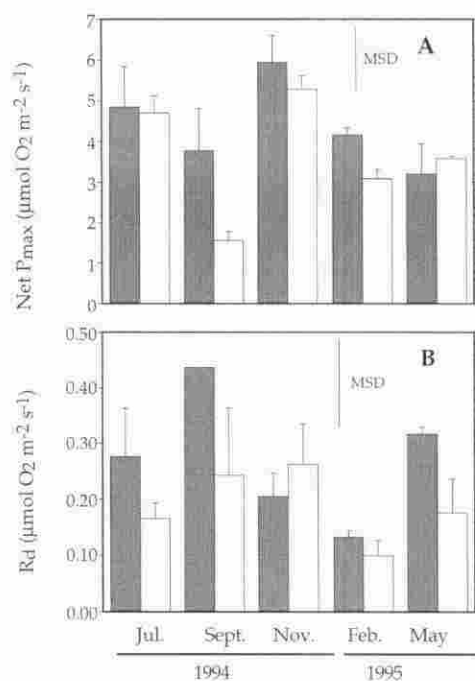 7
A
MSD
6
5
4
3
2
1
0
Net Pmax (µmol O2 m-2 s-1)
B
0.50
MSD
0.40
0.30
0.20
0.10
0.00
Rd (µmol O2 m-2 s-1)
Jul. Sept. Nov. Feb. May
1994 1995